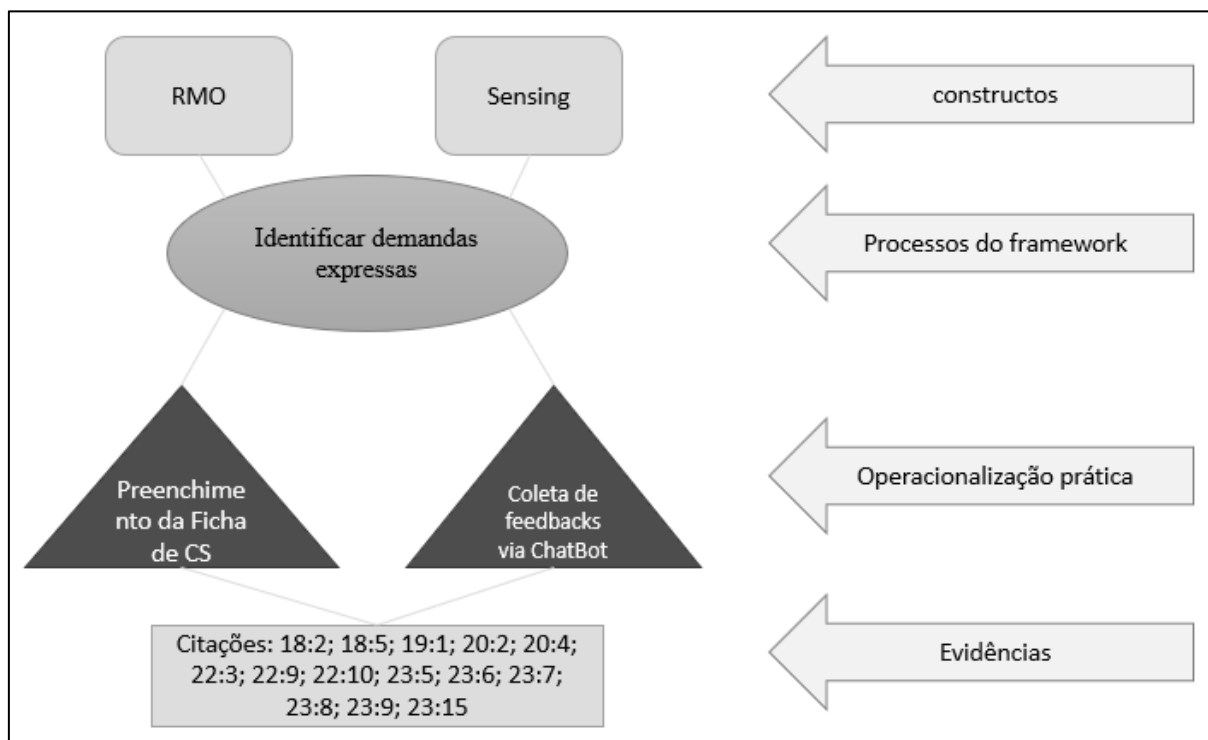 RMO
Sensing
constructos
Identificar demandas
expressas
Processos do framework
Preenchime
nto da Ficha
de CS
Coleta de
feedbacks
via ChatBot
Operacionalização prática
Citações: 18:2; 18:5; 19:1; 20:2; 20:4;
22:3; 22:9; 22:10; 23:5; 23:6; 23:7;
23:8; 23:9; 23:15
Evidências